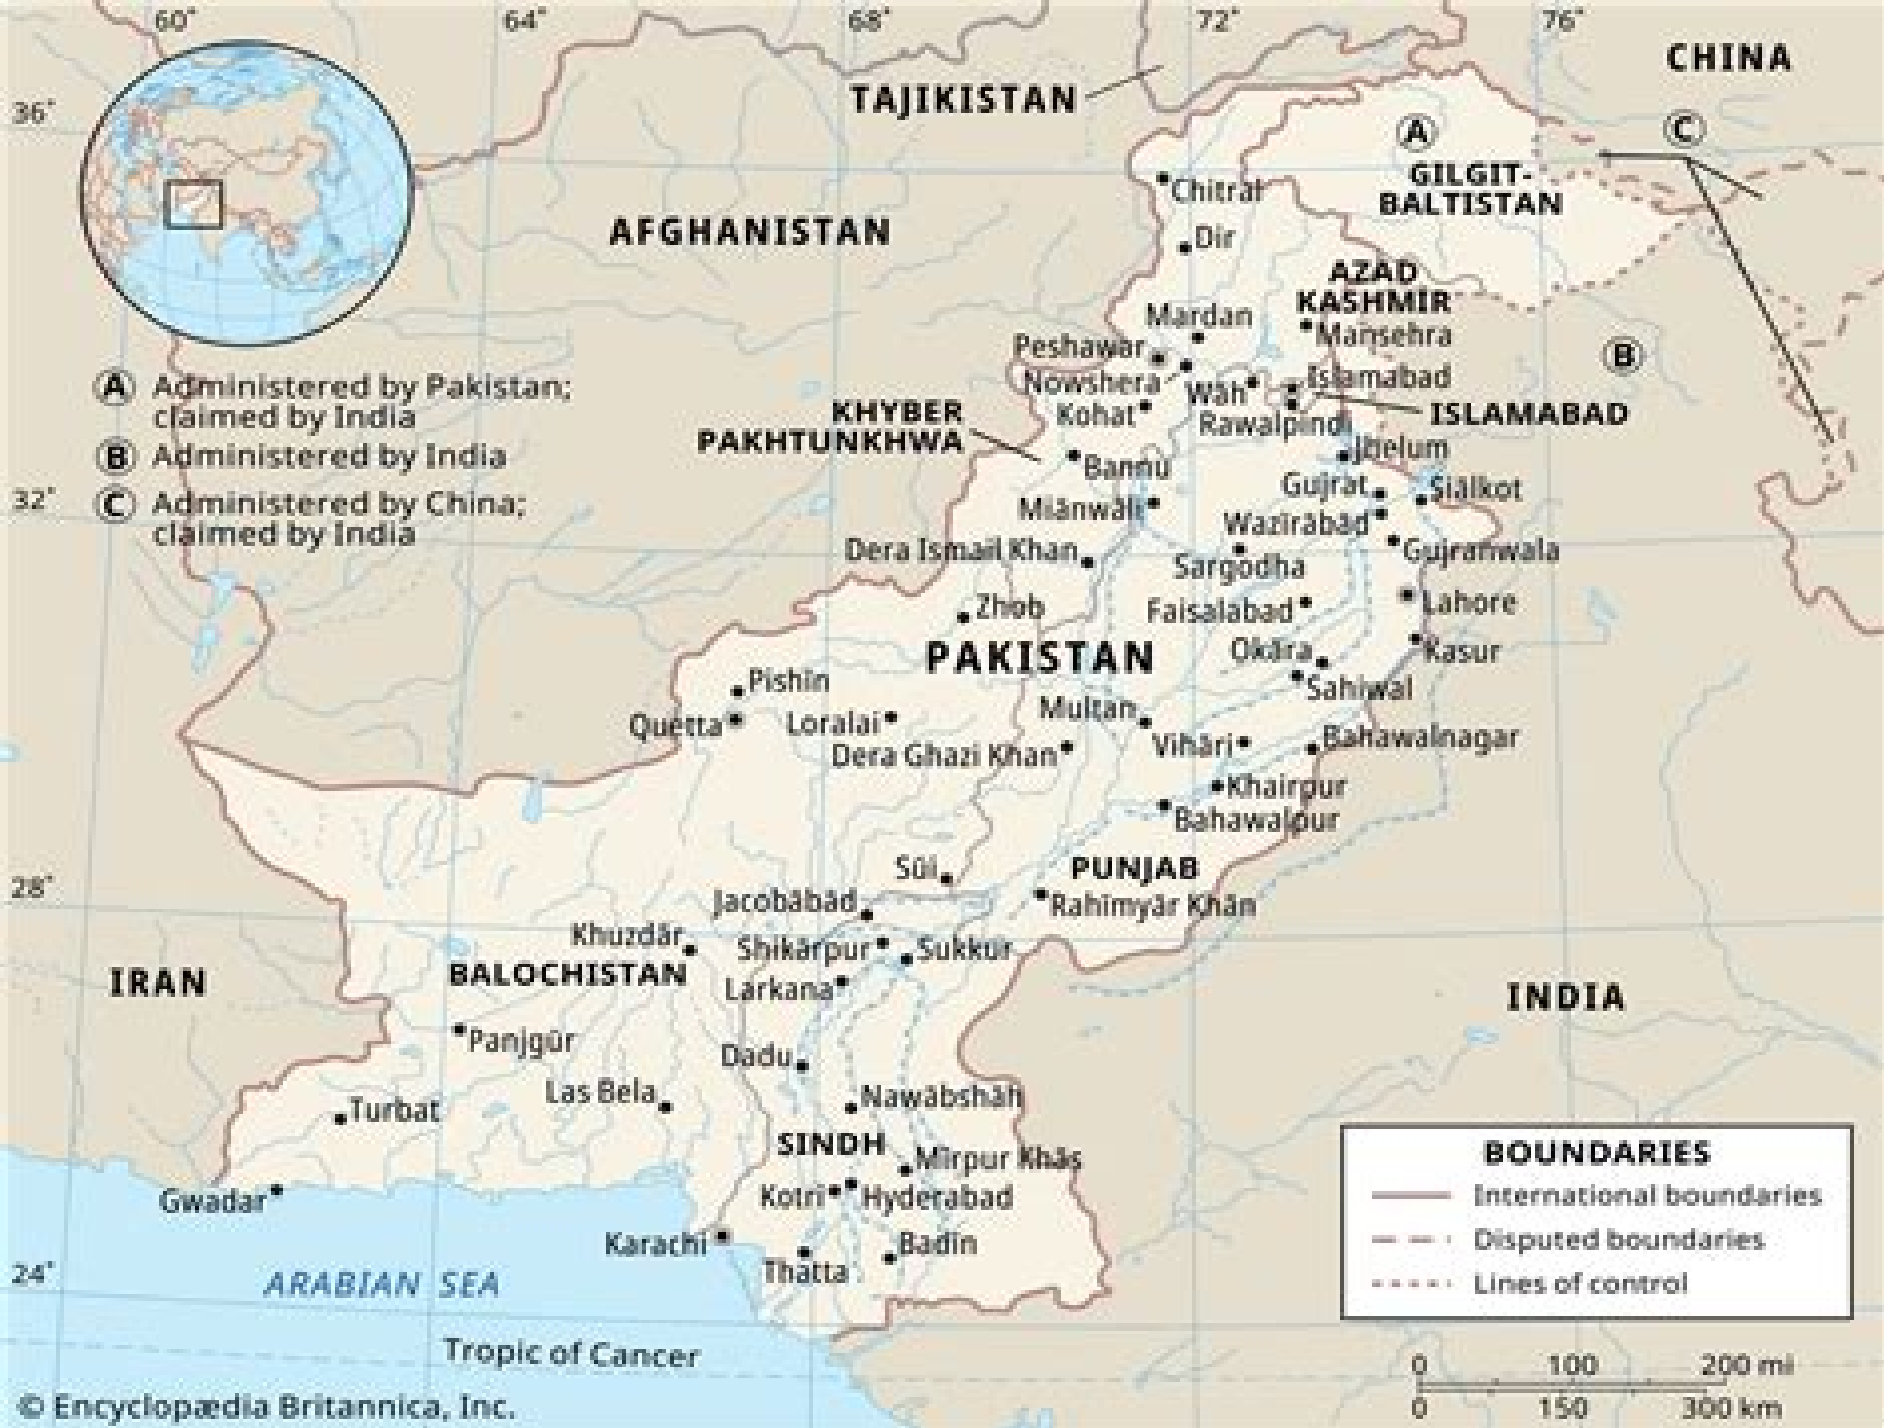 60°
64°
68°
72°
76°
CHINA
TAJIKISTAN
36°
A
C
GILGIT-
BALTISTAN
Chitral
AFGHANISTAN
Dir
AZAD
KASHMIR
Mardan
Mansehra
Peshawar
B
Nowshera
Islamabad
Wah
A Administered by Pakistan;
claimed by India
KHYBER
PAKHTUNKHWA
Kohat
Rawalpindi
ISLAMABAD
B Administered by India
Jhelum
Bannu
32°
C Administered by China;
claimed by India
Gujrat
Siālkot
Miānwāli
Wazīrābād
Dera Ismail Khan
Gujranwala
Sargodha
Zhob
Faisalabad
Lahore
PAKISTAN
Okāra
Kasur
Pishīn
Sahiwal
Quetta
Loralai
Multan
Dera Ghazi Khan
Vihāri
Bahawalnagar
Khairpur
Bahawalpur
Sūi
PUNJAB
28°
Jacobābād
Rahīmyār Khān
Khuzdār
Shikārpur
Sukkur
IRAN
BALOCHISTAN
Lārkāna
INDIA
Panjgūr
Dadu
Las Bela
Nawābshāh
Turbat
SINDH
Mīrpur Khās
BOUNDARIES
International boundaries
Gwadar
Kotri
Hyderabad
Karachi
Badīn
Disputed boundaries
24°
ARABIAN SEA
Thatta
Lines of control
Tropic of Cancer
0 100 200 mi
0 150 300 km
© Encyclopædia Britannica, Inc.